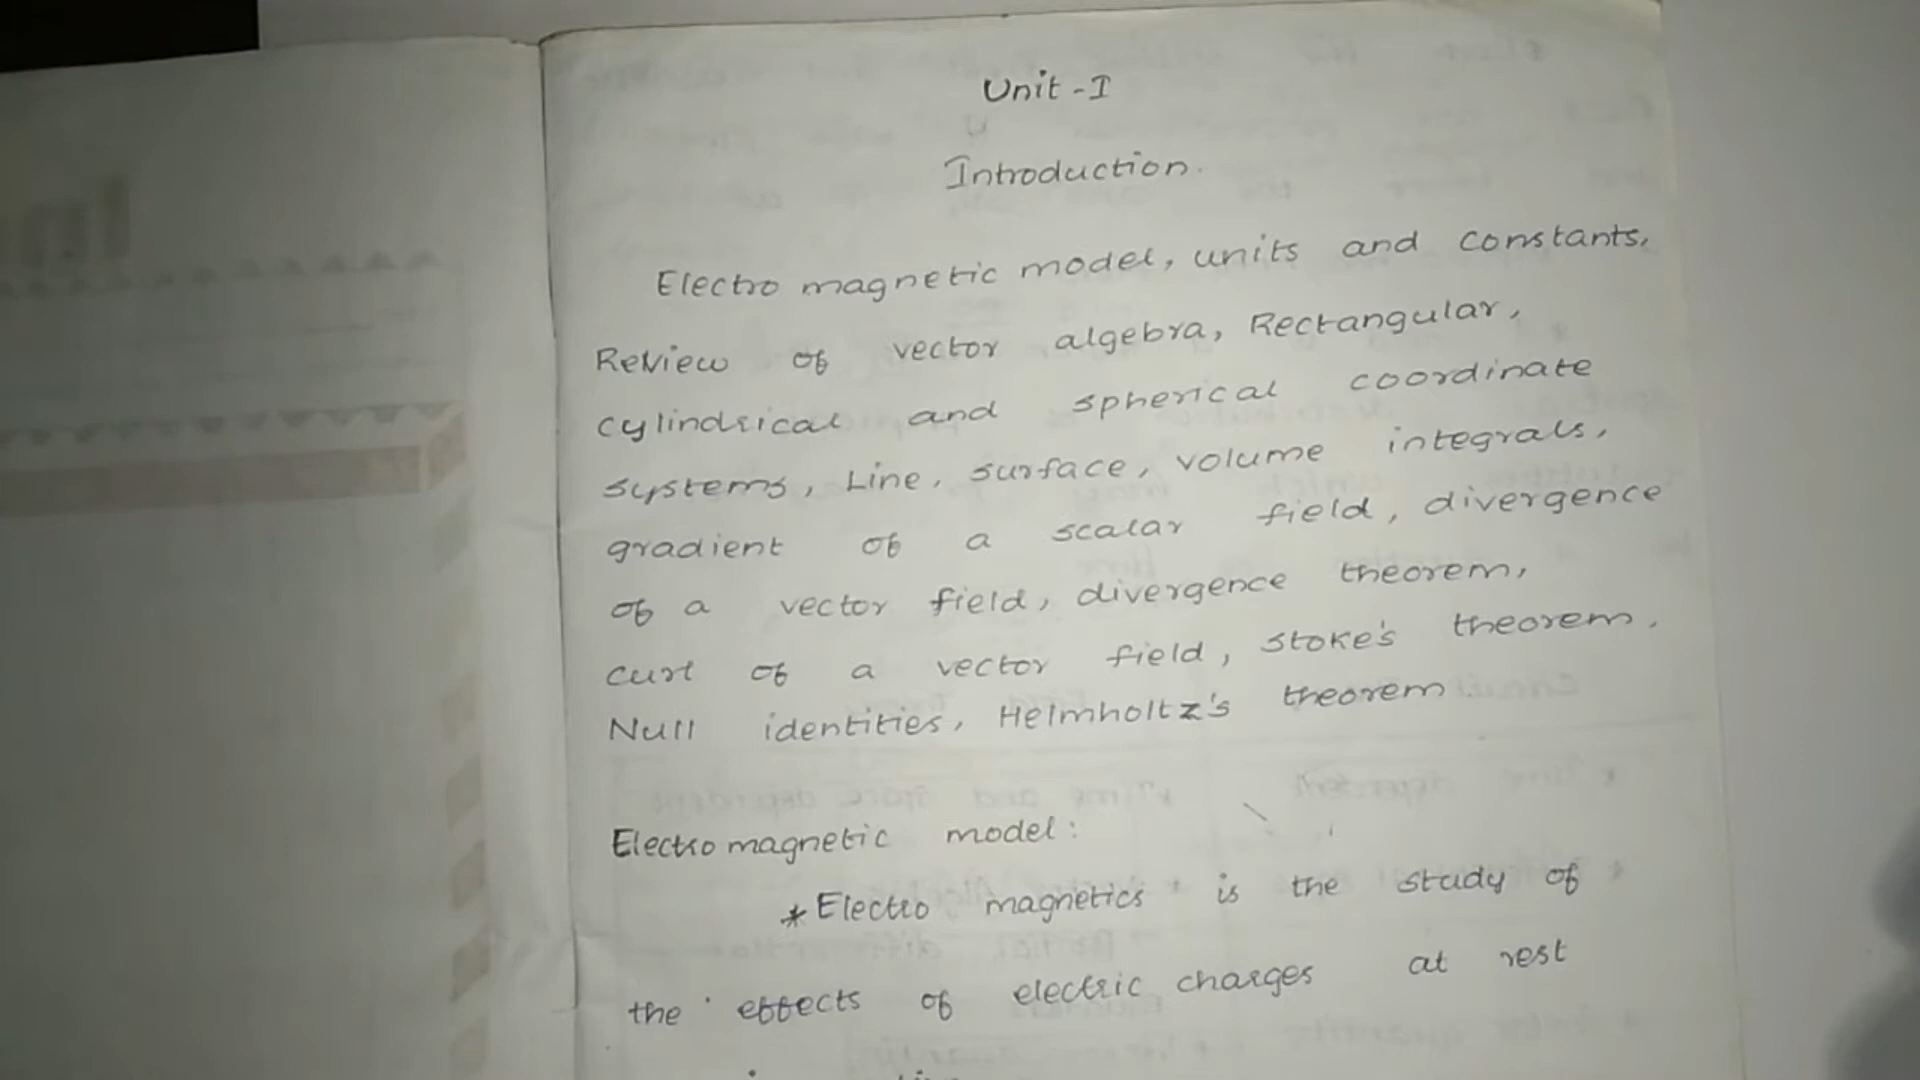 Unit - I
Introduction.
Electro magnetic model, units and constants,
Review of vector algebra, Rectangular,
cylindrical and spherical coordinate
systems, Line, surface, volume integrals,
gradient of a scalar field, divergence
of a vector field, divergence theorem,
curl of a vector field, stoke's theorem,
Null identities, Helmholtz's theorem
Electro magnetic model:
* Electro magnetics is the study of
the effects of electric charges at rest